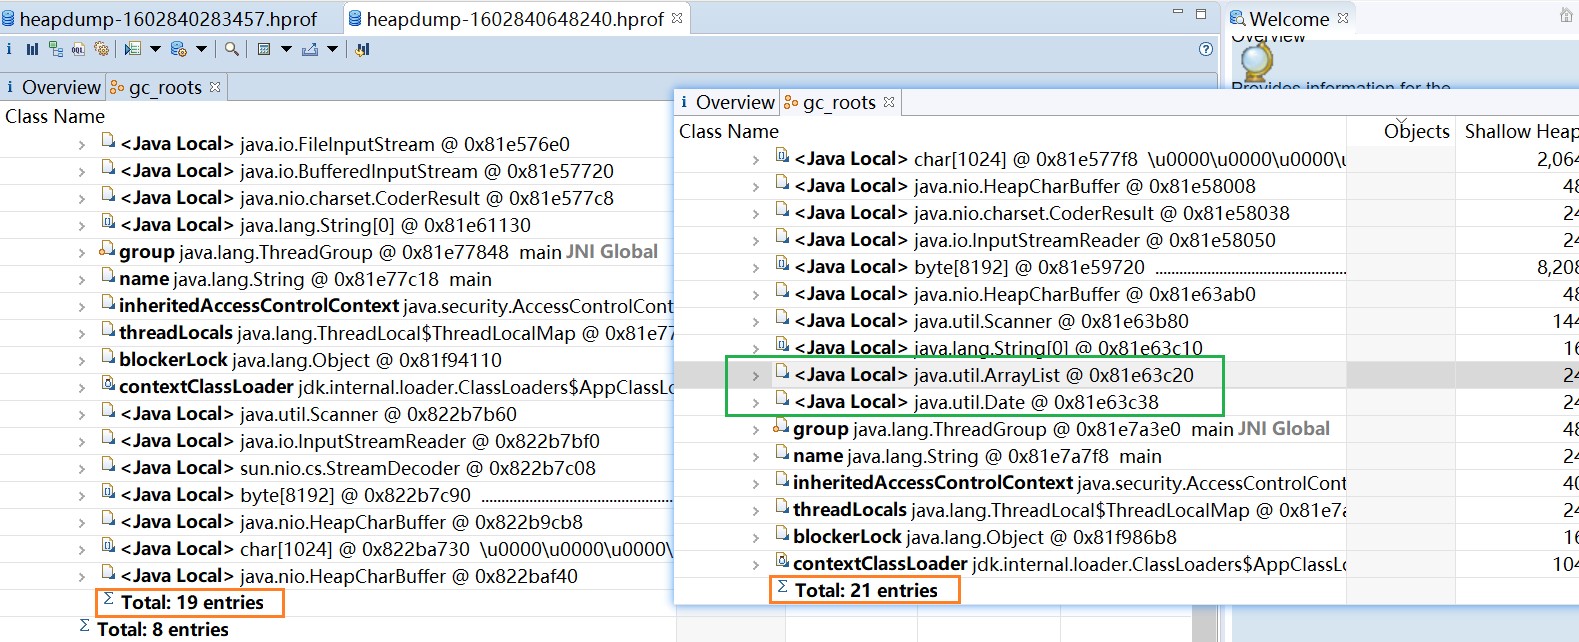 heapdump-1602840283457.hprof
heapdump-1602840648240.hprof
Welcome
Overview
Provides information for the
Overview gc_roots
Class Name
<Java Local> java.io.FileInputStream @ 0x81e576e0
<Java Local> java.io.BufferedInputStream @ 0x81e57720
<Java Local> java.nio.charset.CoderResult @ 0x81e577c8
<Java Local> java.lang.String[0] @ 0x81e61130
group java.lang.ThreadGroup @ 0x81e77848 main JNI Global
name java.lang.String @ 0x81e77c18 main
inheritedAccessControlContext java.security.AccessControlCont
threadLocals java.lang.ThreadLocal$ThreadLocalMap @ 0x81e77
blockerLock java.lang.Object @ 0x81f94110
contextClassLoader jdk.internal.loader.ClassLoaders$AppClassLo
<Java Local> java.util.Scanner @ 0x822b7b60
<Java Local> java.io.InputStreamReader @ 0x822b7bf0
<Java Local> sun.nio.cs.StreamDecoder @ 0x822b7c08
<Java Local> byte[8192] @ 0x822b7c90 ........................................
<Java Local> java.nio.HeapCharBuffer @ 0x822b9cb8
<Java Local> char[1024] @ 0x822ba730 \u0000\u0000\u0000\
<Java Local> java.nio.HeapCharBuffer @ 0x822baf40
Σ Total: 19 entries
Σ Total: 8 entries
Overview gc_roots
Class Name Objects Shallow Heap
<Java Local> char[1024] @ 0x81e577f8 \u0000\u0000\u0000\u 2,064
<Java Local> java.nio.HeapCharBuffer @ 0x81e58008 48
<Java Local> java.nio.charset.CoderResult @ 0x81e58038 24
<Java Local> java.io.InputStreamReader @ 0x81e58050 24
<Java Local> byte[8192] @ 0x81e59720 ........................................ 8,208
<Java Local> java.nio.HeapCharBuffer @ 0x81e63ab0 48
<Java Local> java.util.Scanner @ 0x81e63b80 144
<Java Local> java.lang.String[0] @ 0x81e63c10 16
<Java Local> java.util.ArrayList @ 0x81e63c20 24
<Java Local> java.util.Date @ 0x81e63c38 24
group java.lang.ThreadGroup @ 0x81e7a3e0 main JNI Global 48
name java.lang.String @ 0x81e7a7f8 main 24
inheritedAccessControlContext java.security.AccessControlCont 40
threadLocals java.lang.ThreadLocal$ThreadLocalMap @ 0x81e7a 24
blockerLock java.lang.Object @ 0x81f986b8 16
contextClassLoader jdk.internal.loader.ClassLoaders$AppClassLo 104
Σ Total: 21 entries